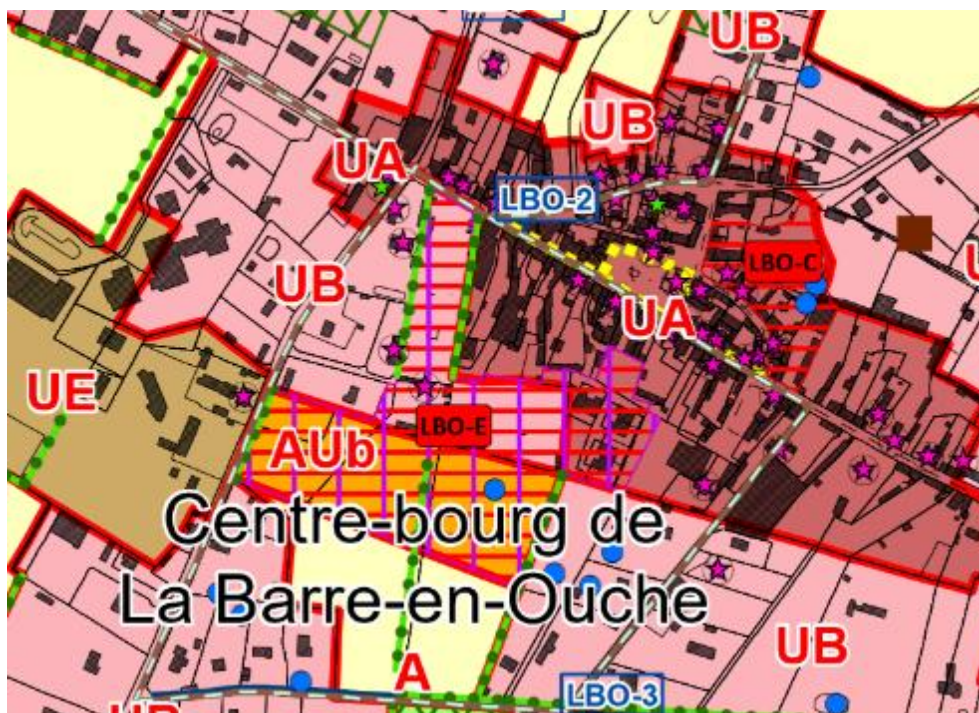 UB
UB
UA
LBO-2
LBO-C
UB
UA
UE
LBO-E
AUb
Centre-bourg de
La Barre-en-Ouche
UB
A
LBO-3